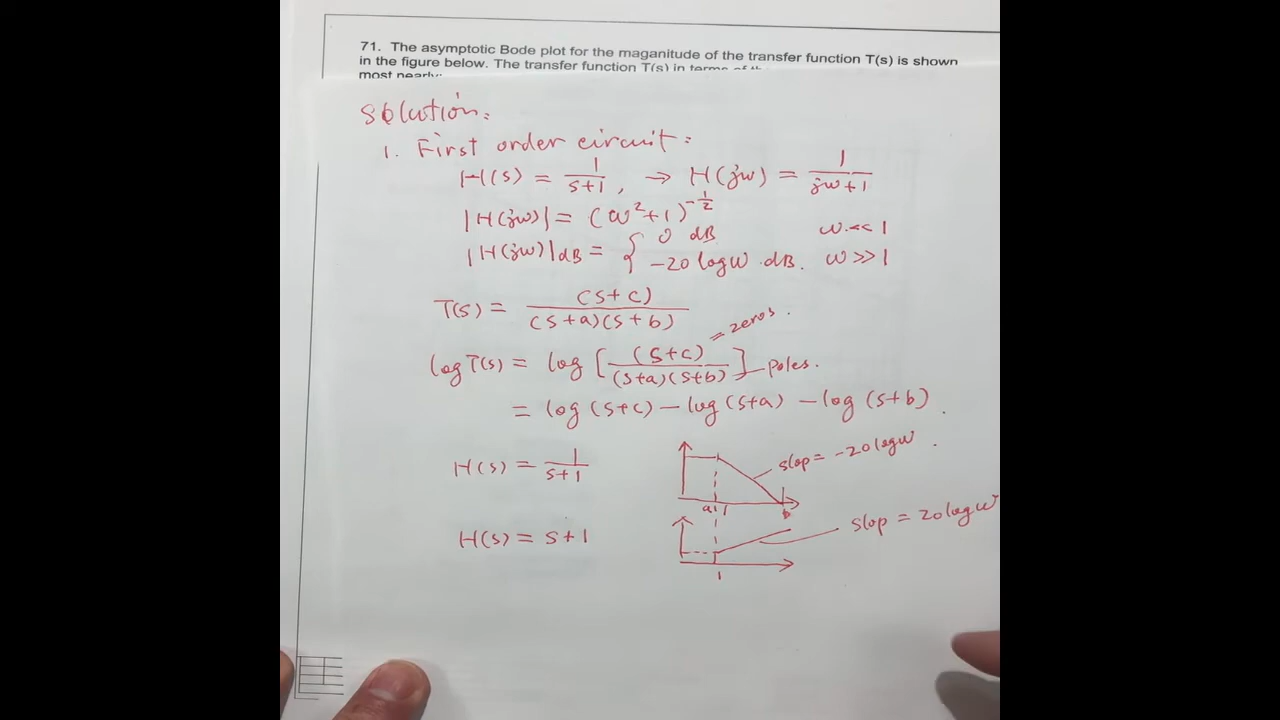 71. The asymptotic Bode plot for the maganitude of the transfer function T(s) is shown
in the figure below. The transfer function T(s) in terms of
most nearly:
Solution:
1. First order circuit:
H(s) = 1/(s+1), → H(jw) = 1/(jw+1)
|H(jw)| = (w²+1)^(-1/2)
|H(jw)|dB = { 0 dB w << 1
-20 log w dB. w >> 1
T(s) = (s+c)/((s+a)(s+b))
= zeros.
log T(s) = log [(s+c)/((s+a)(s+b))] poles.
= log (s+c) - log (s+a) - log (s+b).
H(s) = 1/(s+1)
slop = -20 log w.
a 1 b
H(s) = s+1
slop = 20 log w
1